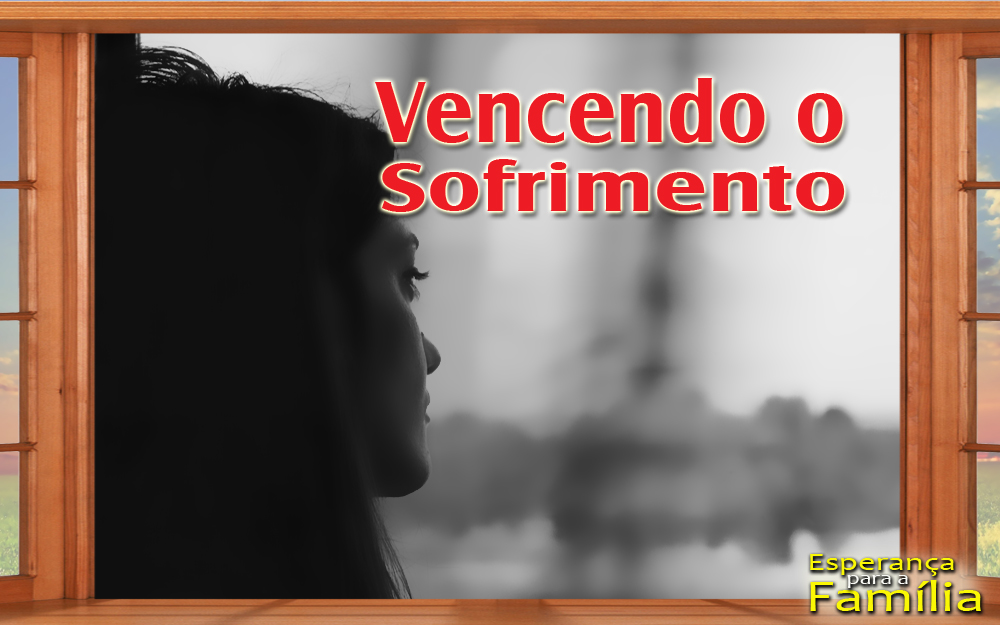 Vencendo o
Sofrimento
Esperança
para a
Família